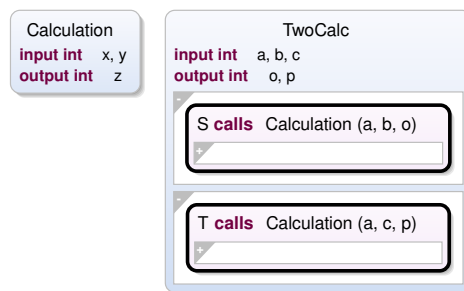 Calculation
input int x, y
output int z
TwoCalc
input int a, b, c
output int o, p
-
S calls Calculation (a, b, o)
+
-
T calls Calculation (a, c, p)
+